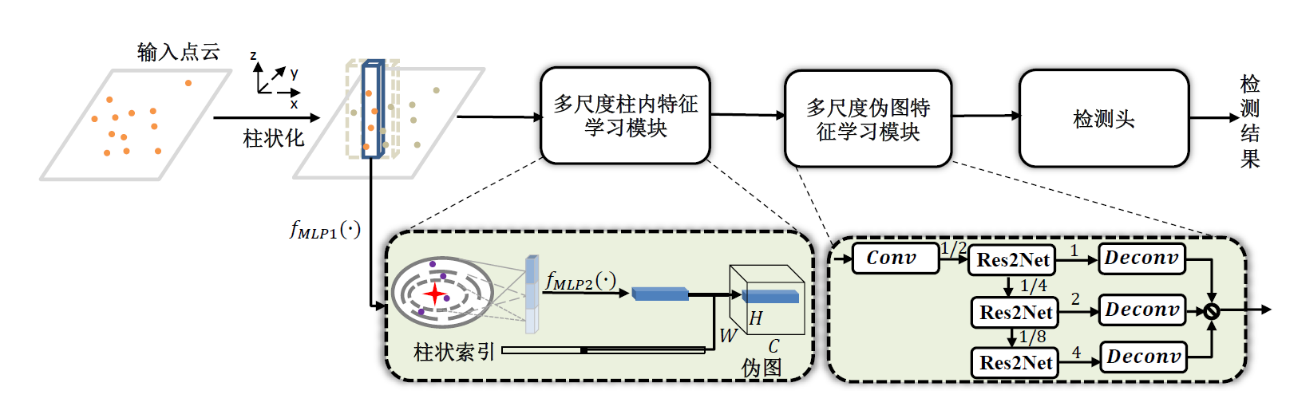 输入点云
z
y
x
柱状化
多尺度柱内特征
学习模块
多尺度伪图特
征学习模块
检测头
检测结果
f_{MLP1}(·)
f_{MLP2}(·)
柱状索引
W
H
C
伪图
Conv
1/2
Res2Net
1
Deconv
1/4
Res2Net
2
Deconv
1/8
Res2Net
4
Deconv